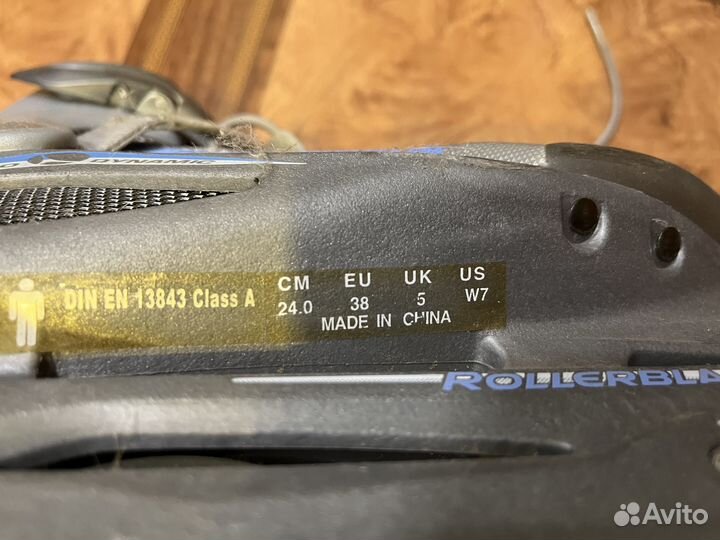 DYNAMIC
DIN EN 13843 Class A
CM EU UK US
24.0 38 5 W7
MADE IN CHINA
ROLLERBLA
Avito